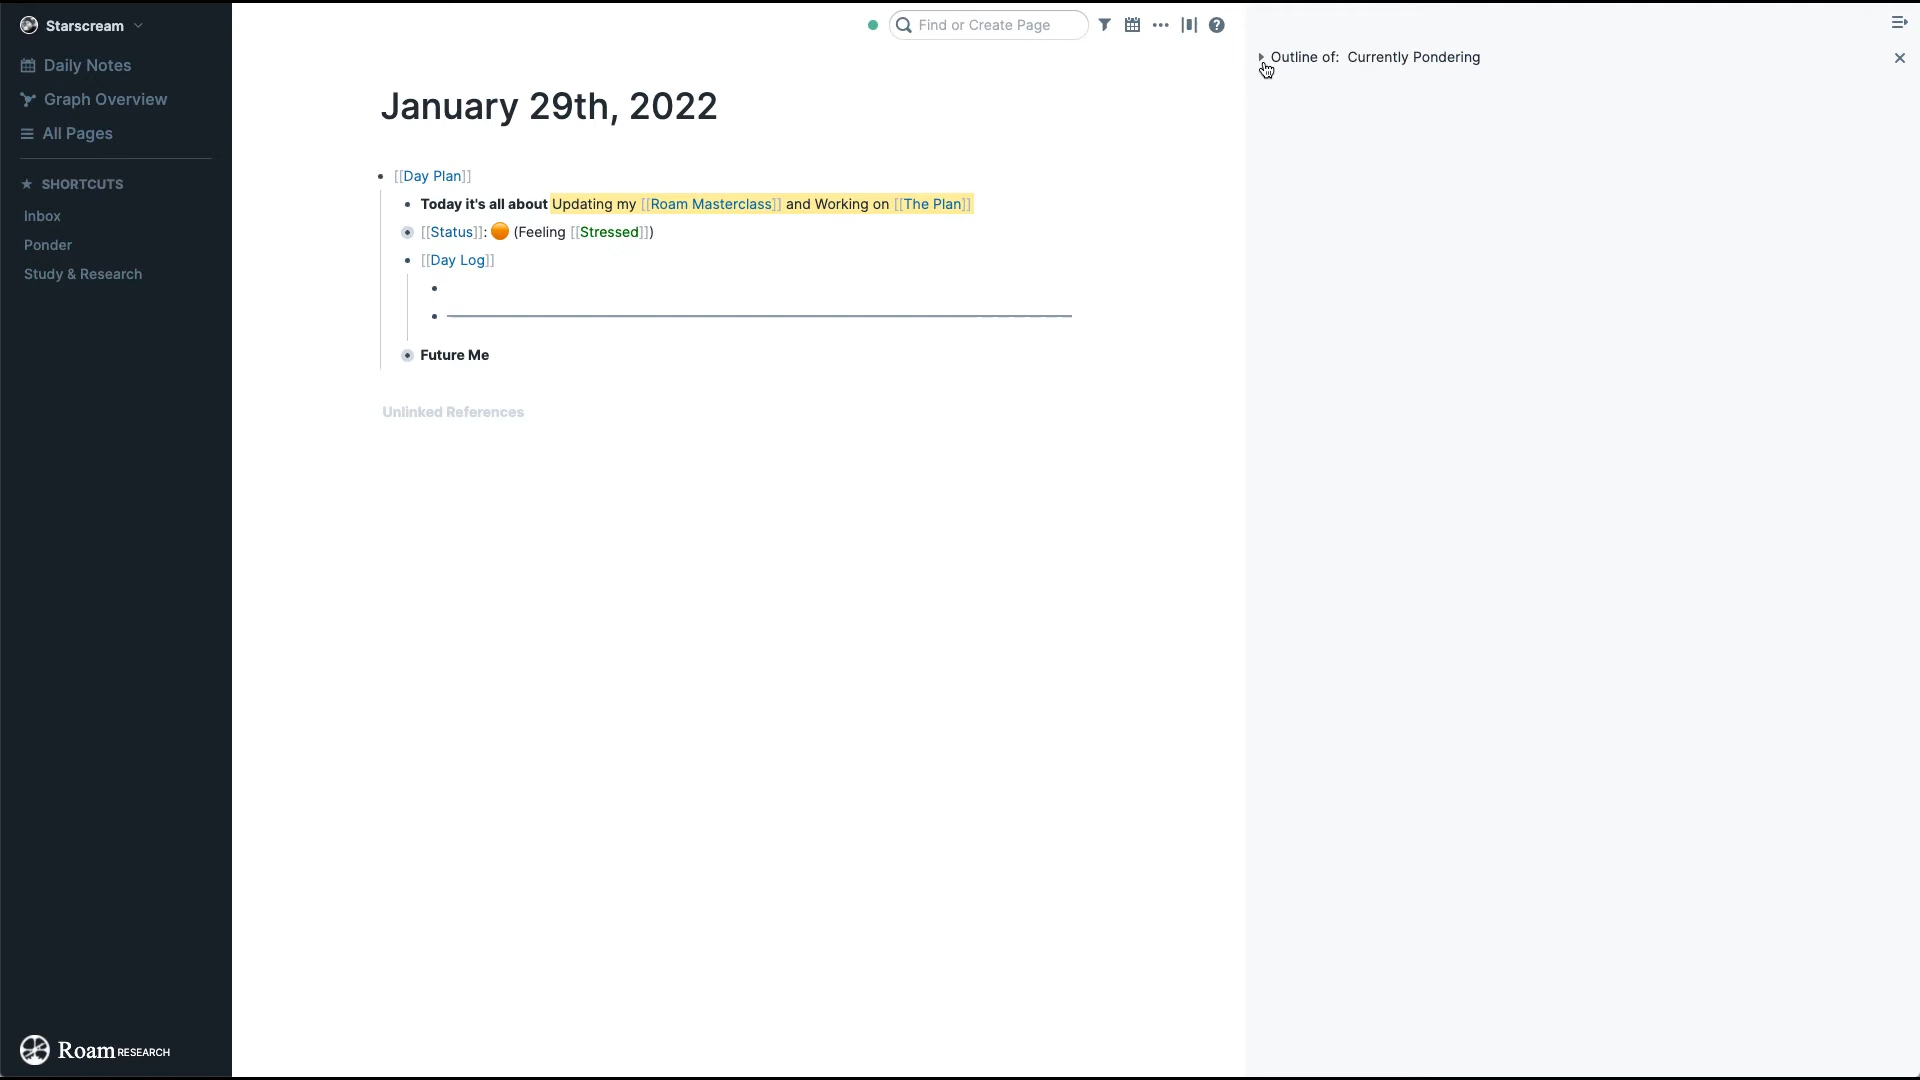 Starscream
Daily Notes
Graph Overview
All Pages
SHORTCUTS
Inbox
Ponder
Study & Research
Roam RESEARCH
Find or Create Page
January 29th, 2022
[[Day Plan]]
Today it's all about Updating my [[Roam Masterclass]] and Working on [[The Plan]]
[[Status]]: 🟠 (Feeling [[Stressed]])
[[Day Log]]
Future Me
Unlinked References
Outline of: Currently Pondering